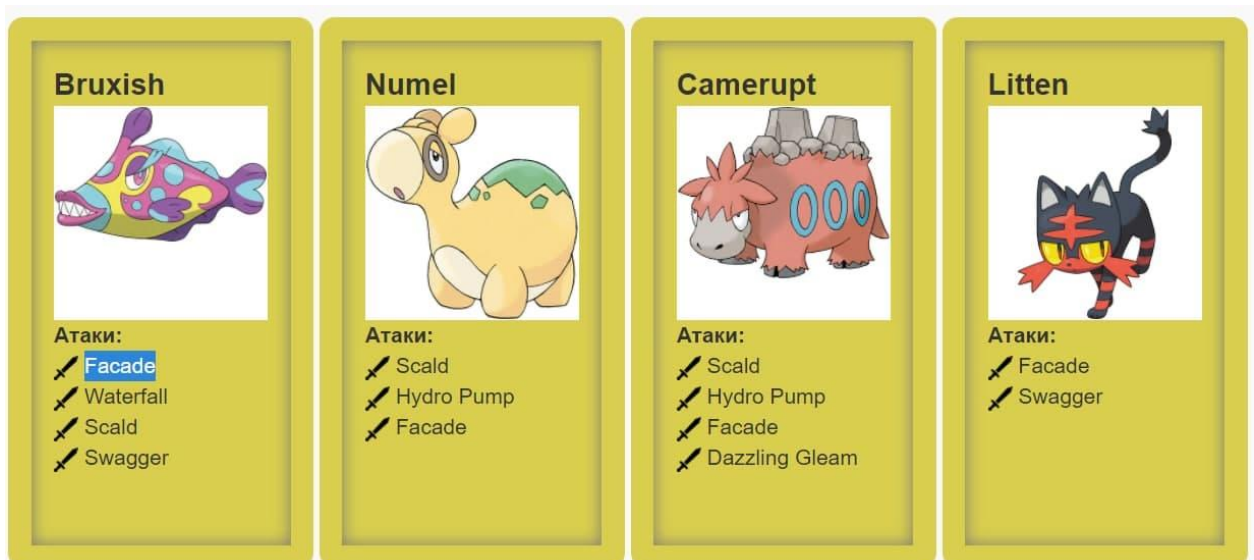 Bruxish
Атаки:
Facade
Waterfall
Scald
Swagger
Numel
Атаки:
Scald
Hydro Pump
Facade
Camerupt
Атаки:
Scald
Hydro Pump
Facade
Dazzling Gleam
Litten
Атаки:
Facade
Swagger